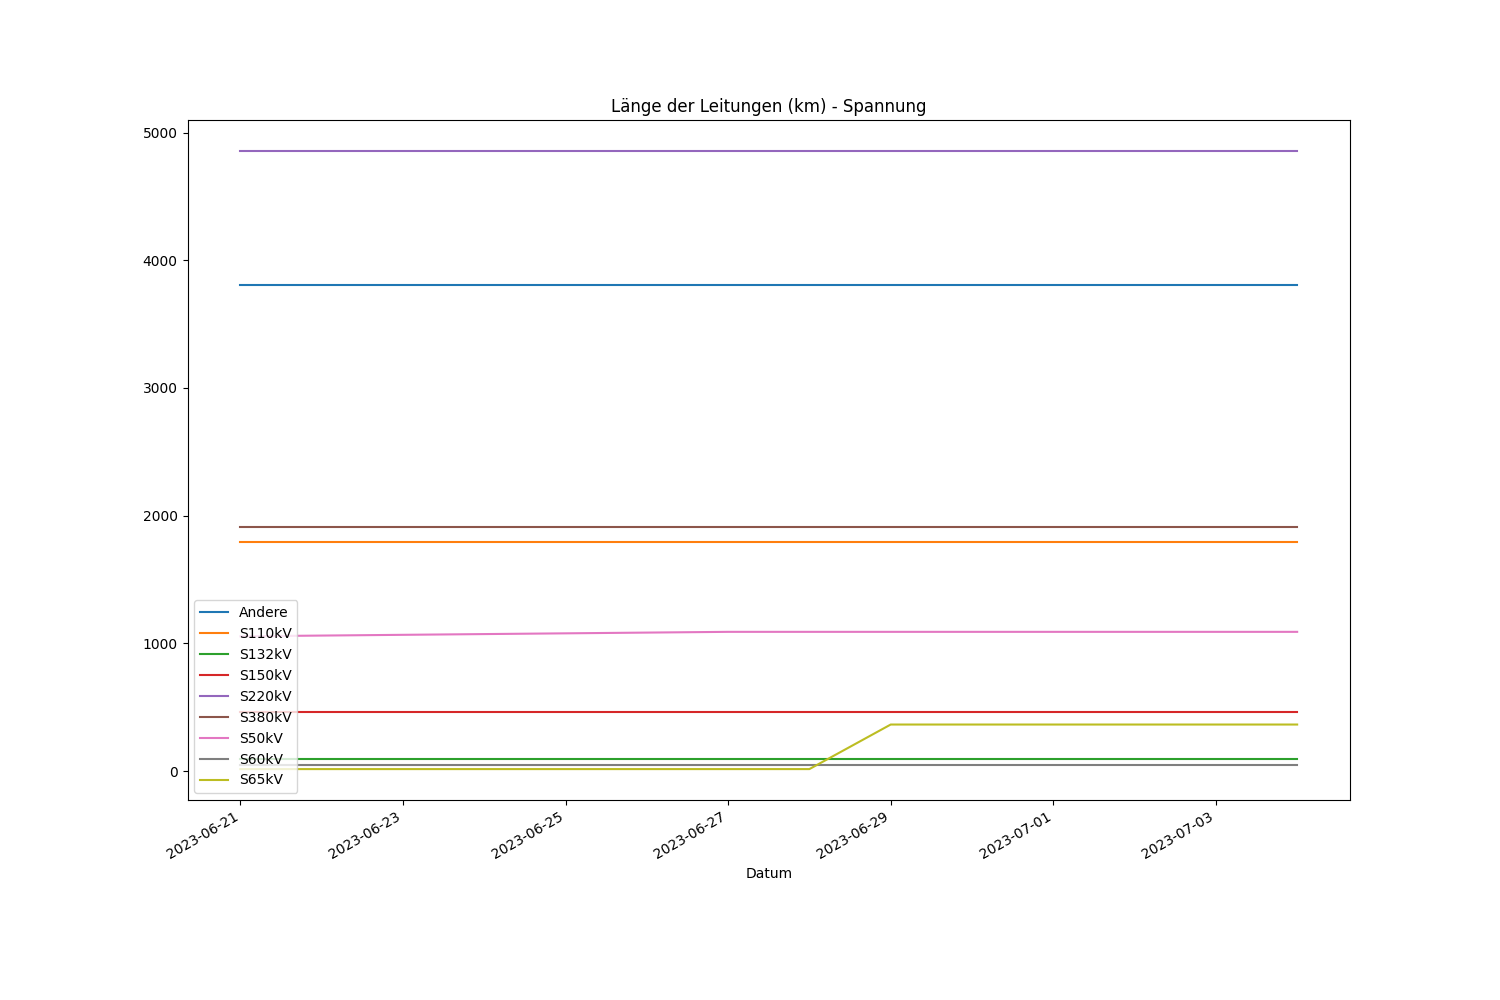 Länge der Leitungen (km) - Spannung
5000
4000
3000
2000
1000
0
Andere
S110kV
S132kV
S150kV
S220kV
S380kV
S50kV
S60kV
S65kV
2023-06-21
2023-06-23
2023-06-25
2023-06-27
2023-06-29
2023-07-01
2023-07-03
Datum